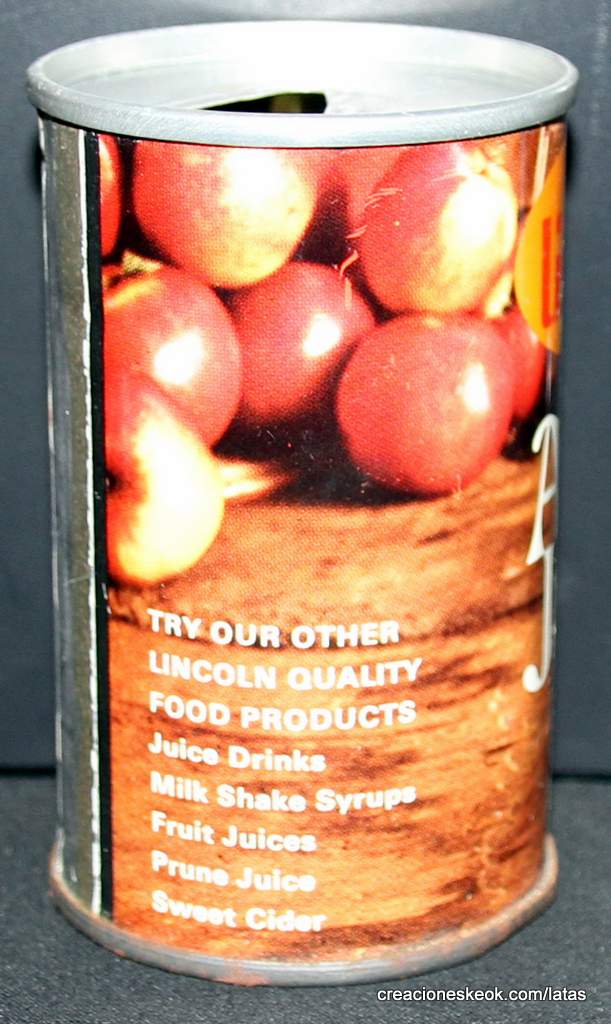 TRY OUR OTHER
LINCOLN QUALITY
FOOD PRODUCTS
Juice Drinks
Milk Shake Syrups
Fruit Juices
Prune Juice
Sweet Cider
creacioneskeok.com/latas